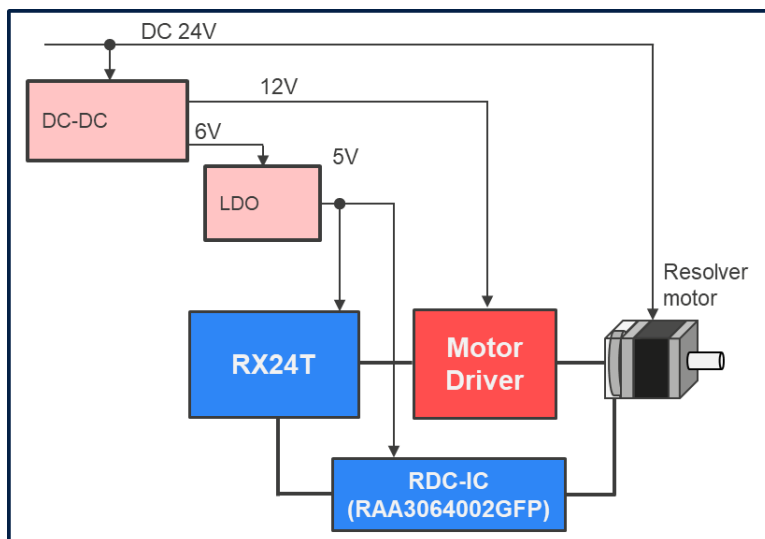 DC 24V
DC-DC
12V
6V
5V
LDO
Resolver
motor
RX24T
Motor
Driver
RDC-IC
(RAA3064002GFP)